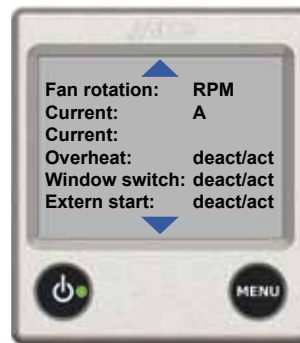 Fan rotation: RPM
Current: A
Current:
Overheat: deact/act
Window switch: deact/act
Extern start: deact/act
MENU